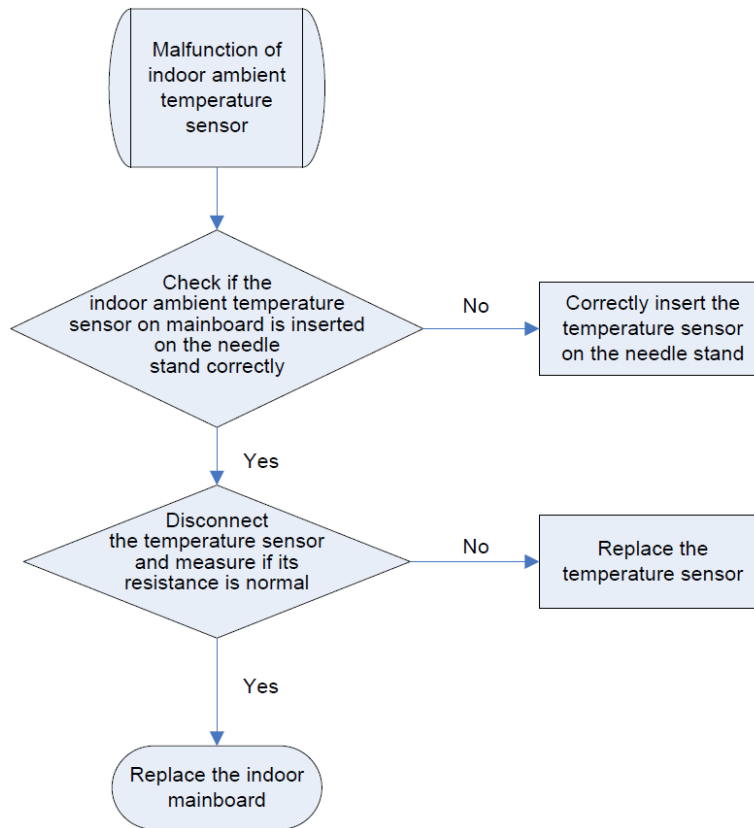 Malfunction of
indoor ambient
temperature
sensor
Check if the
indoor ambient temperature
sensor on mainboard is inserted
on the needle
stand correctly
No
Correctly insert the
temperature sensor
on the needle stand
Yes
Disconnect
the temperature sensor
and measure if its
resistance is normal
No
Replace the
temperature sensor
Yes
Replace the indoor
mainboard